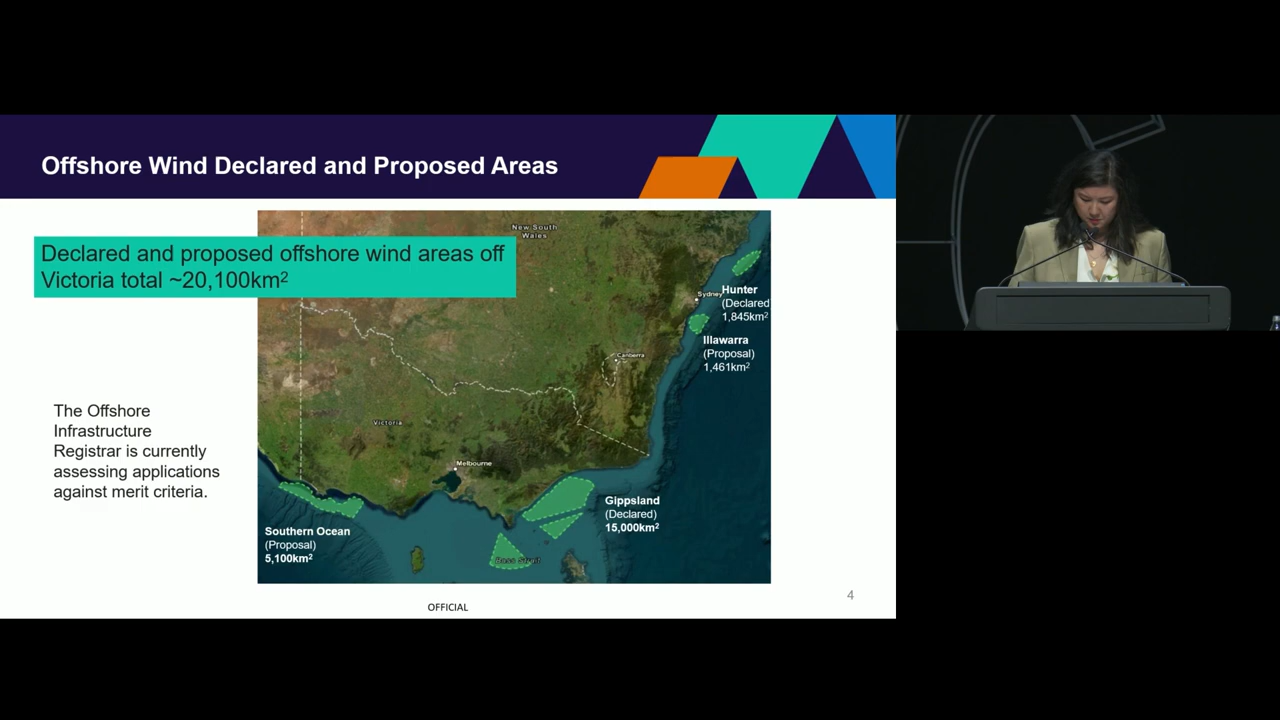 Offshore Wind Declared and Proposed Areas
Declared and proposed offshore wind areas off
Victoria total ~20,100km²
The Offshore
Infrastructure
Registrar is currently
assessing applications
against merit criteria.
New South
Wales
Sydney
Hunter
(Declared
1,845km²
Illawarra
(Proposal)
1,461km²
Canberra
Victoria
Melbourne
Gippsland
(Declared)
15,000km²
Southern Ocean
(Proposal)
5,100km²
Bass Strait
4
OFFICIAL